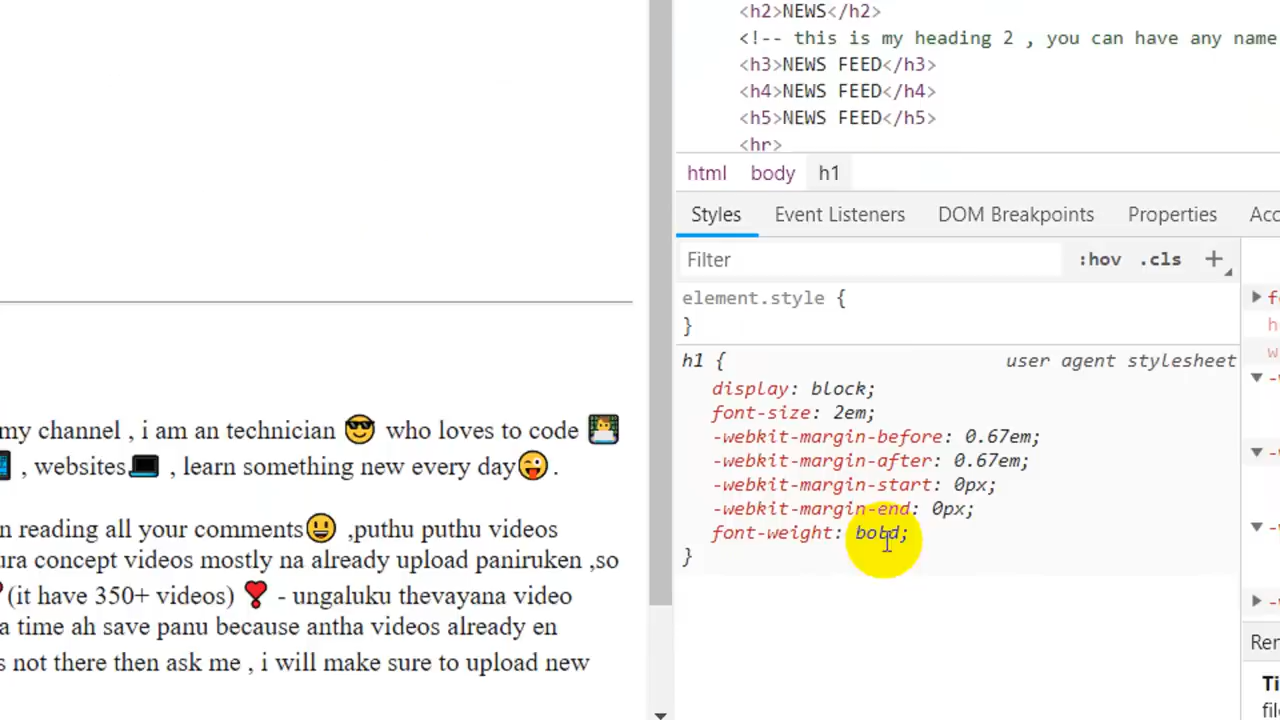 <h2>NEWS</h2>
<!-- this is my heading 2 , you can have any name
<h3>NEWS FEED</h3>
<h4>NEWS FEED</h4>
<h5>NEWS FEED</h5>
<hr>
html body h1
Styles Event Listeners DOM Breakpoints Properties Acc
Filter :hov .cls +
element.style {
}
h1 { user agent stylesheet
display: block;
font-size: 2em;
-webkit-margin-before: 0.67em;
-webkit-margin-after: 0.67em;
-webkit-margin-start: 0px;
-webkit-margin-end: 0px;
font-weight: bold;
}
my channel , i am an technician 😎 who loves to code 👨‍💻
, websites💻 , learn something new every day😜 .
n reading all your comments😃 ,puthu puthu videos
ura concept videos mostly na already upload paniruken ,so
(it have 350+ videos) ❣ - ungaluku thevayana video
a time ah save panu because antha videos already en
s not there then ask me , i will make sure to upload new